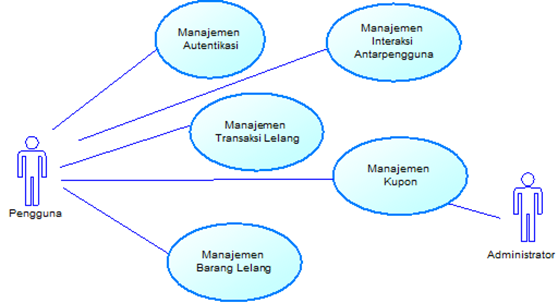 Manajemen
Autentikasi
Manajemen
Interaksi
Antarpengguna
Manajemen
Transaksi Lelang
Manajemen
Kupon
Pengguna
Administrator
Manajemen
Barang Lelang